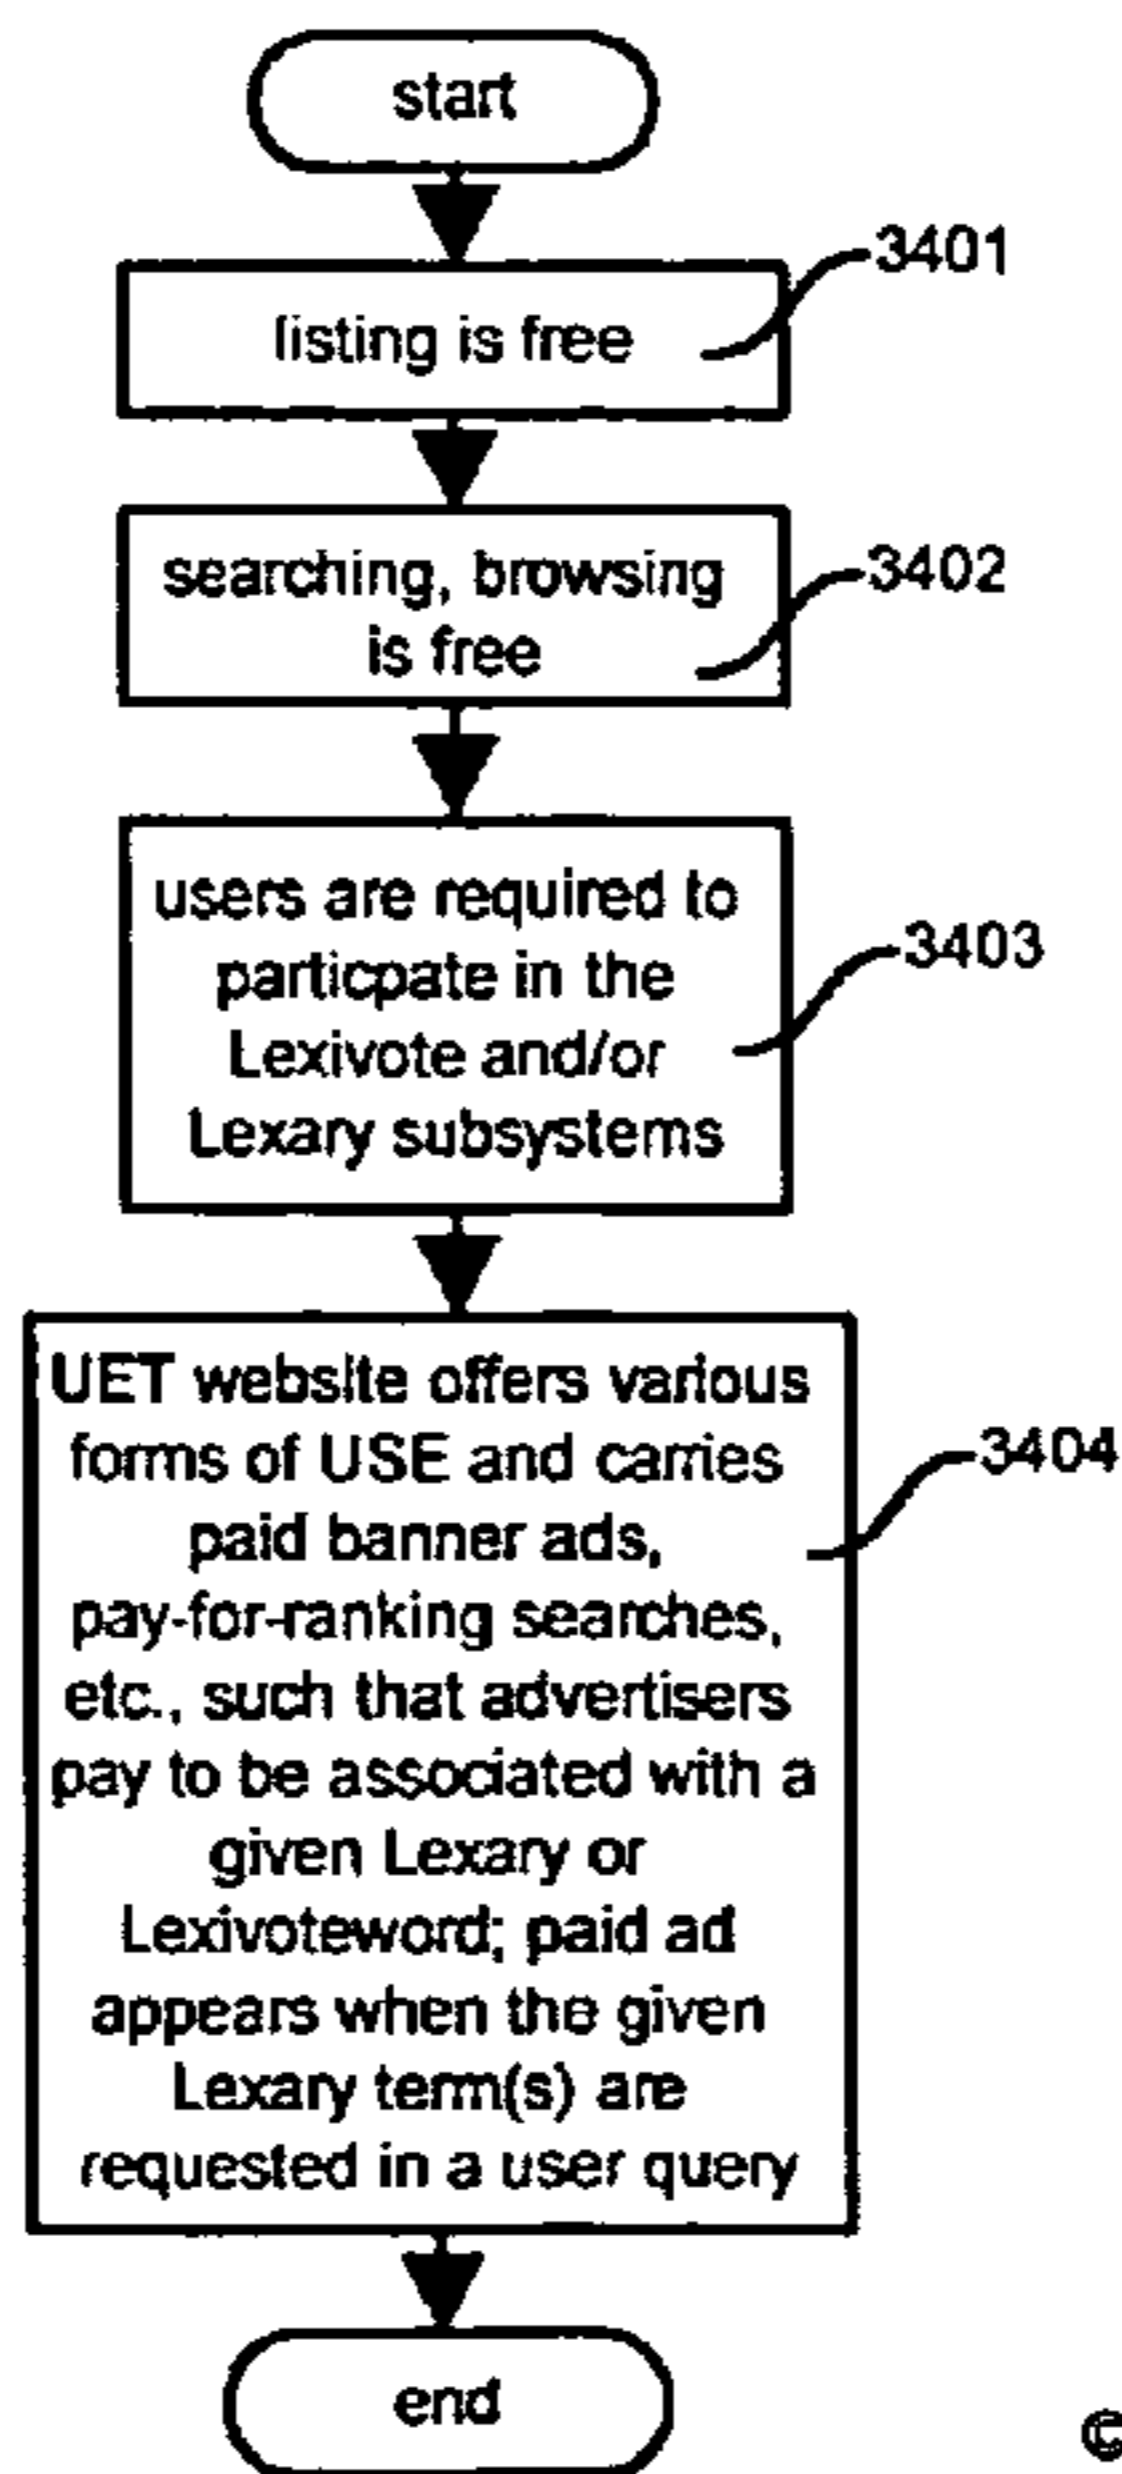 start
listing is free
3401
searching, browsing
is free
3402
users are required to
particpate in the
Lexivote and/or
Lexary subsystems
3403
UET website offers various
forms of USE and carries
paid banner ads,
pay-for-ranking searches,
etc., such that advertisers
pay to be associated with a
given Lexary or
Lexivoteword; paid ad
appears when the given
Lexary term(s) are
requested in a user query
3404
end
©